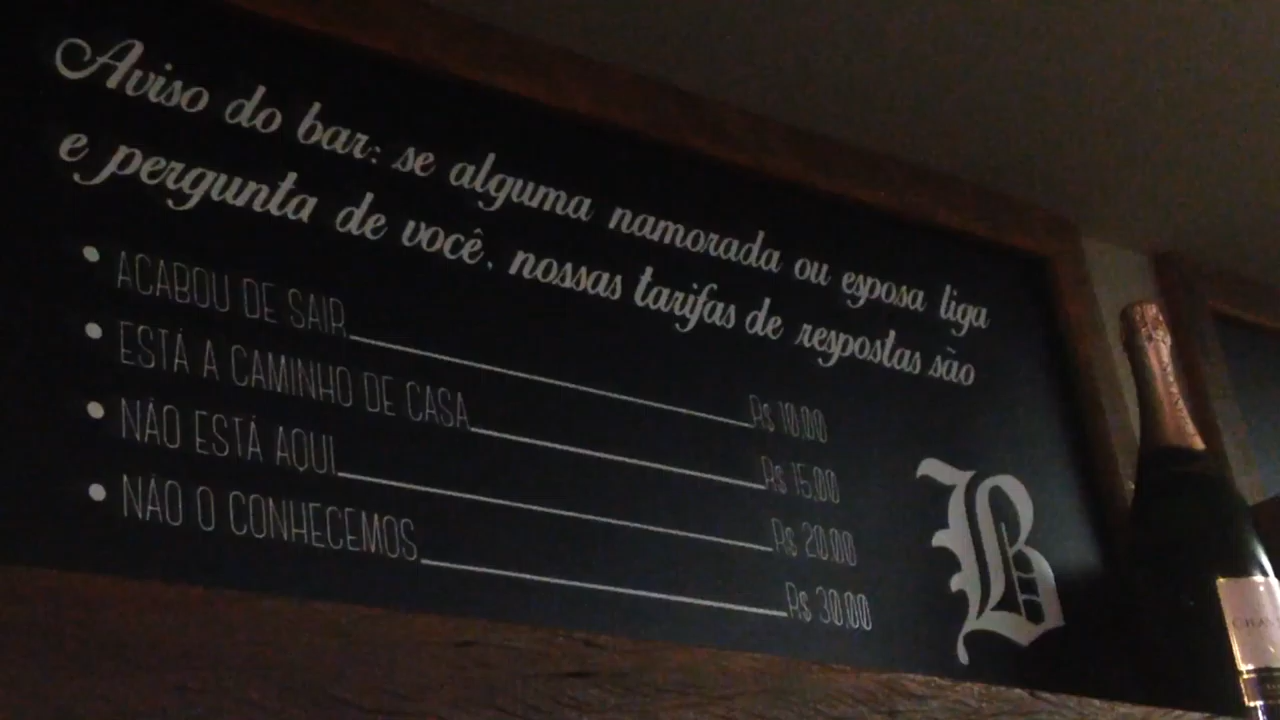 Aviso do bar: se alguma namorada ou esposa liga
e pergunta de você, nossas tarifas de respostas são
• ACABOU DE SAIR R$ 10,00
• ESTÁ A CAMINHO DE CASA R$ 15,00
• NÃO ESTÁ AQUI R$ 20,00
• NÃO O CONHECEMOS R$ 30,00
B